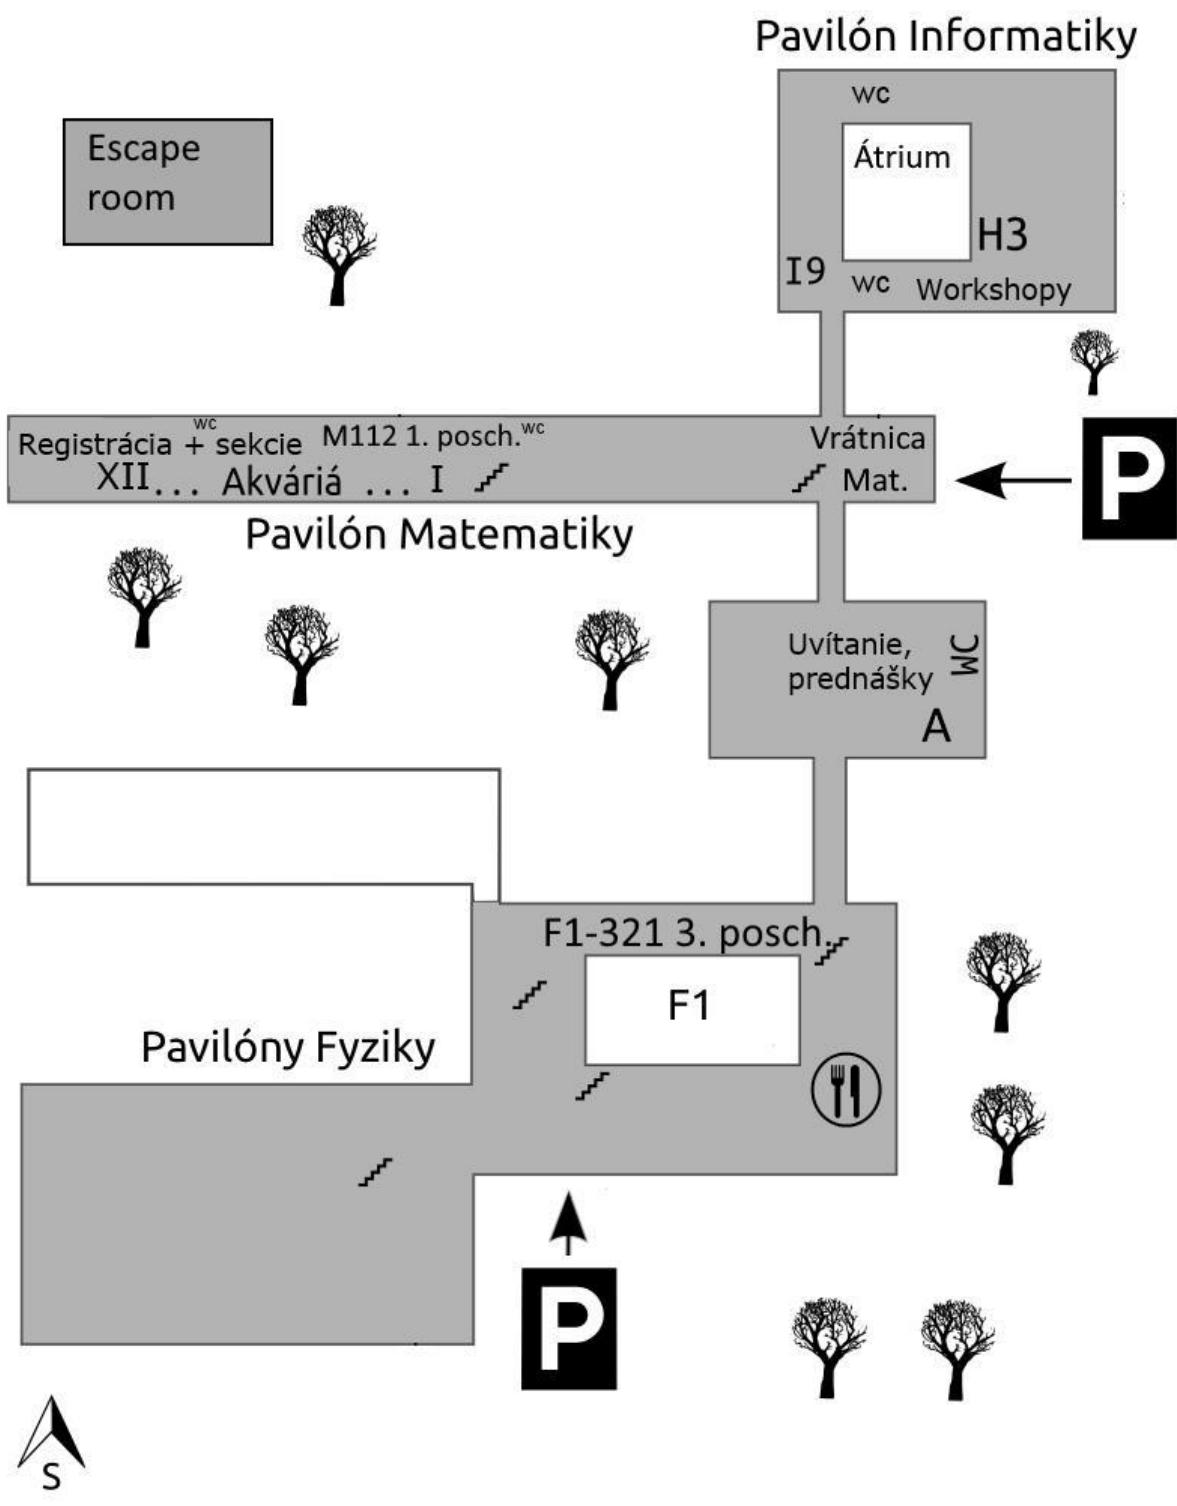 Pavilón Informatiky
wc
Átrium
Escape
room
H3
I9
wc
Workshopy
wc
Registrácia + sekcie
M112 1. posch.
wc
Vrátnica
XII... Akváriá ... I
Mat.
P
Pavilón Matematiky
Uvítanie,
prednášky
WC
A
F1-321 3. posch.
F1
Pavilóny Fyziky
P
S